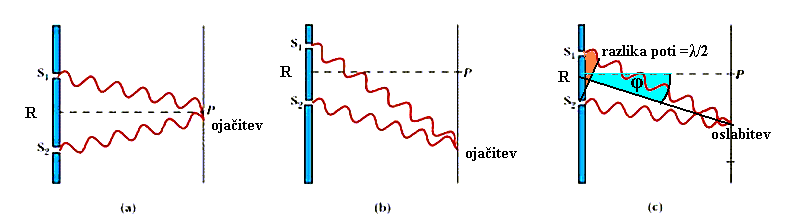 S1
R
S2
P
ojačitev
(a)
S1
R
S2
P
ojačitev
(b)
S1
razlika poti =λ/2
R
φ
P
S2
oslabitev
(c)